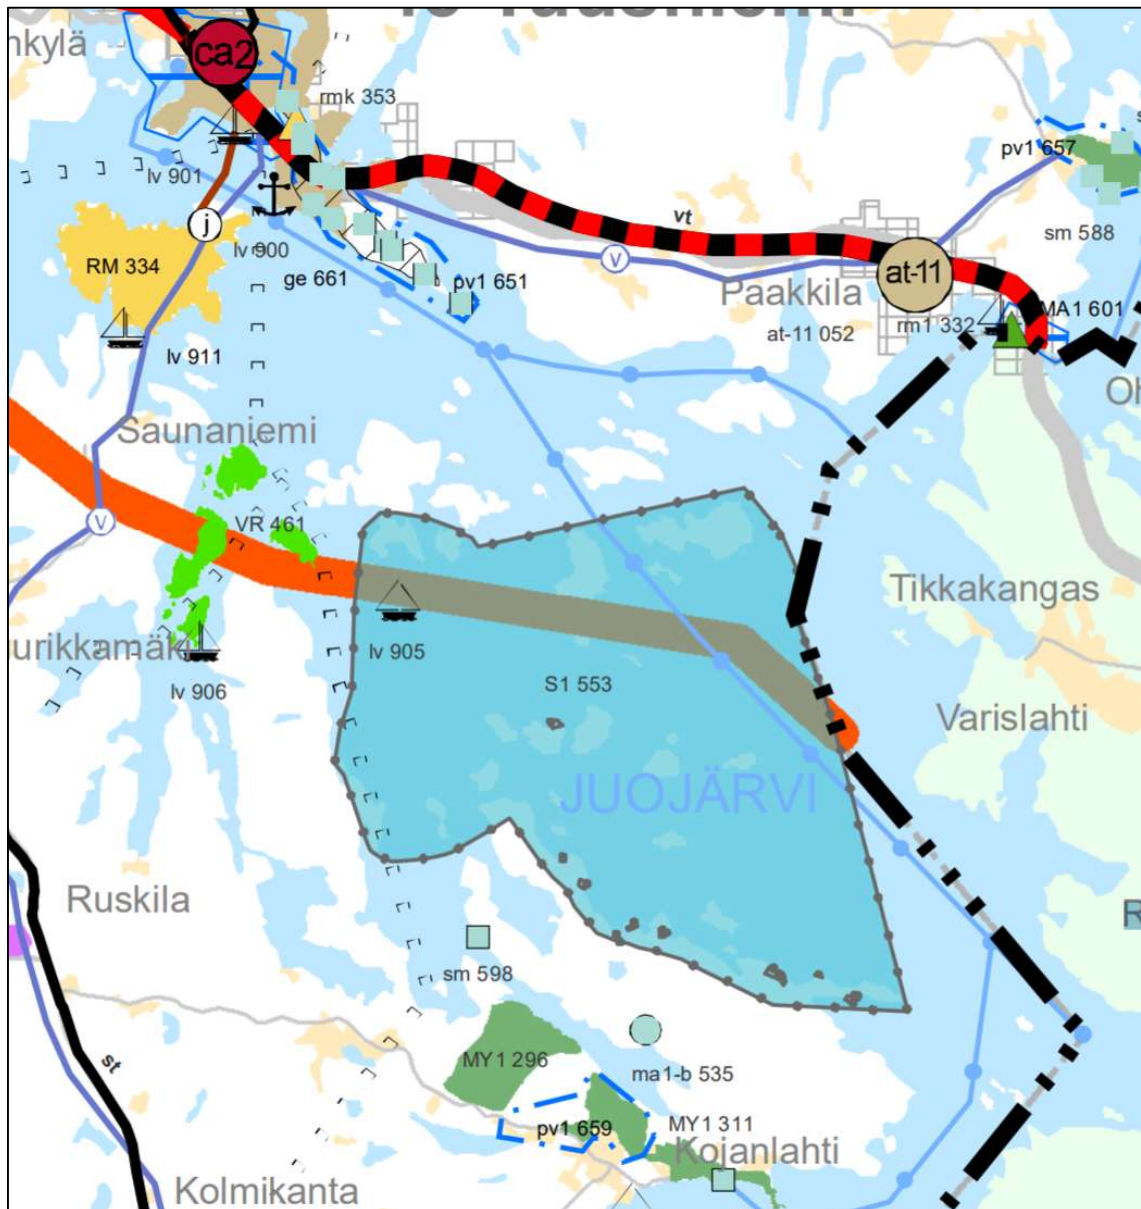 nkylä
ca2
rmk 353
pv1 657
lv 901
j
vt
sm 588
RM 334
lv 900
v
at-11
ge 661
pv1 651
Paakkila
MA1 601
rm1 332
at-11 052
lv 911
Oh
Saunaniemi
v
VR 461
Tikkakangas
urikkamäki
lv 905
lv 906
S1 553
Varislahti
JUOJÄRVI
Ruskila
R
sm 598
st
MY1 296
ma1-b 535
pv1 659
MY1 311
Kojanlahti
Kolmikanta